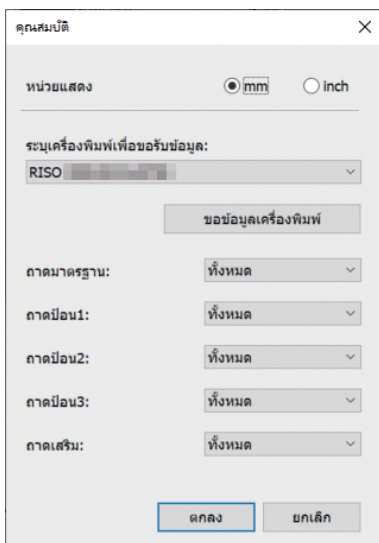 คุณสมบัติ
หน่วยแสดง mm inch
ระบุเครื่องพิมพ์เพื่อขอรับข้อมูล:
RISO
ขอข้อมูลเครื่องพิมพ์
ถาดมาตรฐาน: ทั้งหมด
ถาดป้อน1: ทั้งหมด
ถาดป้อน2: ทั้งหมด
ถาดป้อน3: ทั้งหมด
ถาดเสริม: ทั้งหมด
ตกลง ยกเลิก